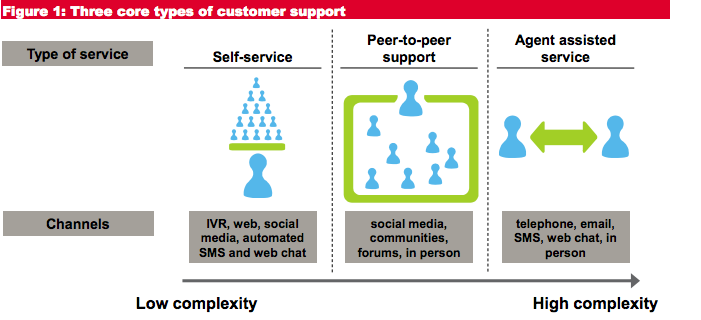 Figure 1: Three core types of customer support
Type of service
Self-service
Peer-to-peer
support
Agent assisted
service
Channels
IVR, web, social
media, automated
SMS and web chat
social media,
communities,
forums, in person
telephone, email,
SMS, web chat, in
person
Low complexity
High complexity